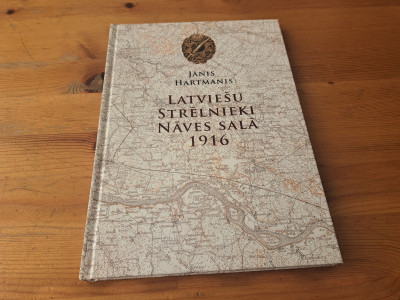 Jānis
Hartmanis
Latviešu
Strēlnieki
Nāves salā
1916